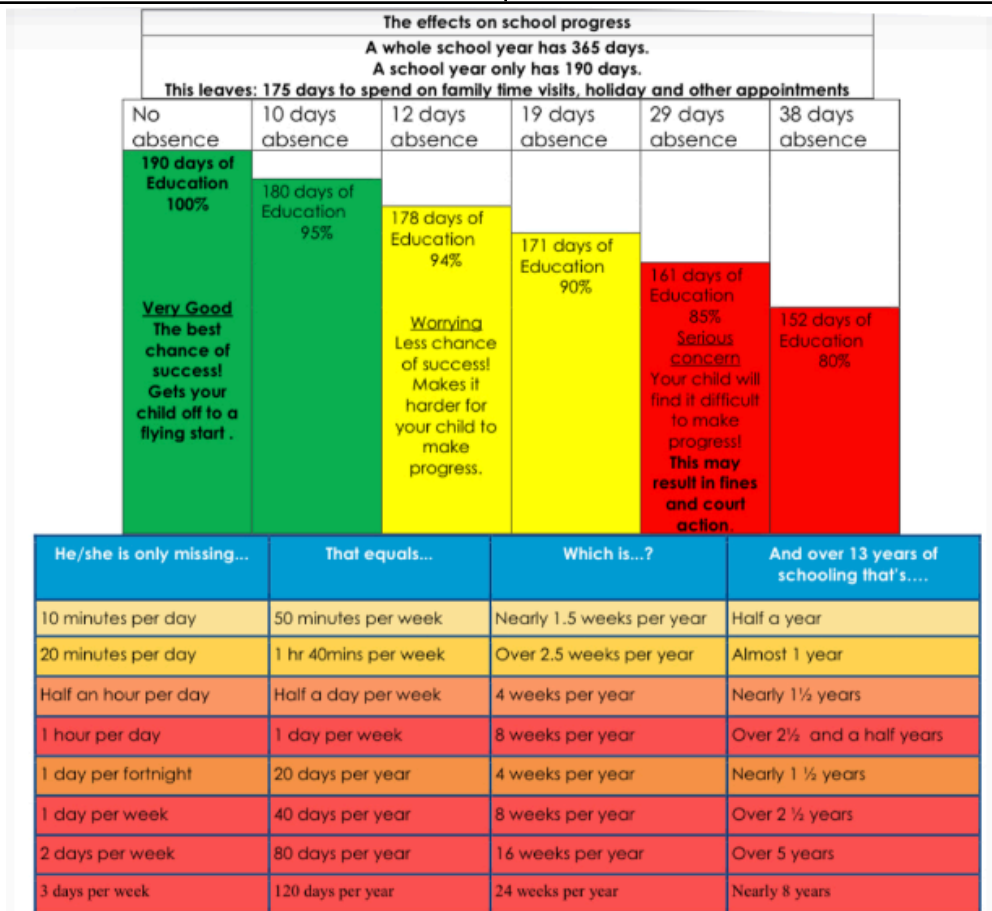 The effects on school progress
A whole school year has 365 days.
A school year only has 190 days.
This leaves: 175 days to spend on family time visits, holiday and other appointments
No
absence
10 days
absence
12 days
absence
19 days
absence
29 days
absence
38 days
absence
190 days of
Education
100%
Very Good
The best
chance of
success!
Gets your
child off to a
flying start .
180 days of
Education
95%
178 days of
Education
94%
Worrying
Less chance
of success!
Makes it
harder for
your child to
make
progress.
171 days of
Education
90%
161 days of
Education
85%
Serious
concern
Your child will
find it difficult
to make
progress!
This may
result in fines
and court
action.
152 days of
Education
80%
He/she is only missing... That equals... Which is...? And over 13 years of
schooling that's....
10 minutes per day 50 minutes per week Nearly 1.5 weeks per year Half a year
20 minutes per day 1 hr 40mins per week Over 2.5 weeks per year Almost 1 year
Half an hour per day Half a day per week 4 weeks per year Nearly 1½ years
1 hour per day 1 day per week 8 weeks per year Over 2½ and a half years
1 day per fortnight 20 days per year 4 weeks per year Nearly 1 ½ years
1 day per week 40 days per year 8 weeks per year Over 2 ½ years
2 days per week 80 days per year 16 weeks per year Over 5 years
3 days per week 120 days per year 24 weeks per year Nearly 8 years